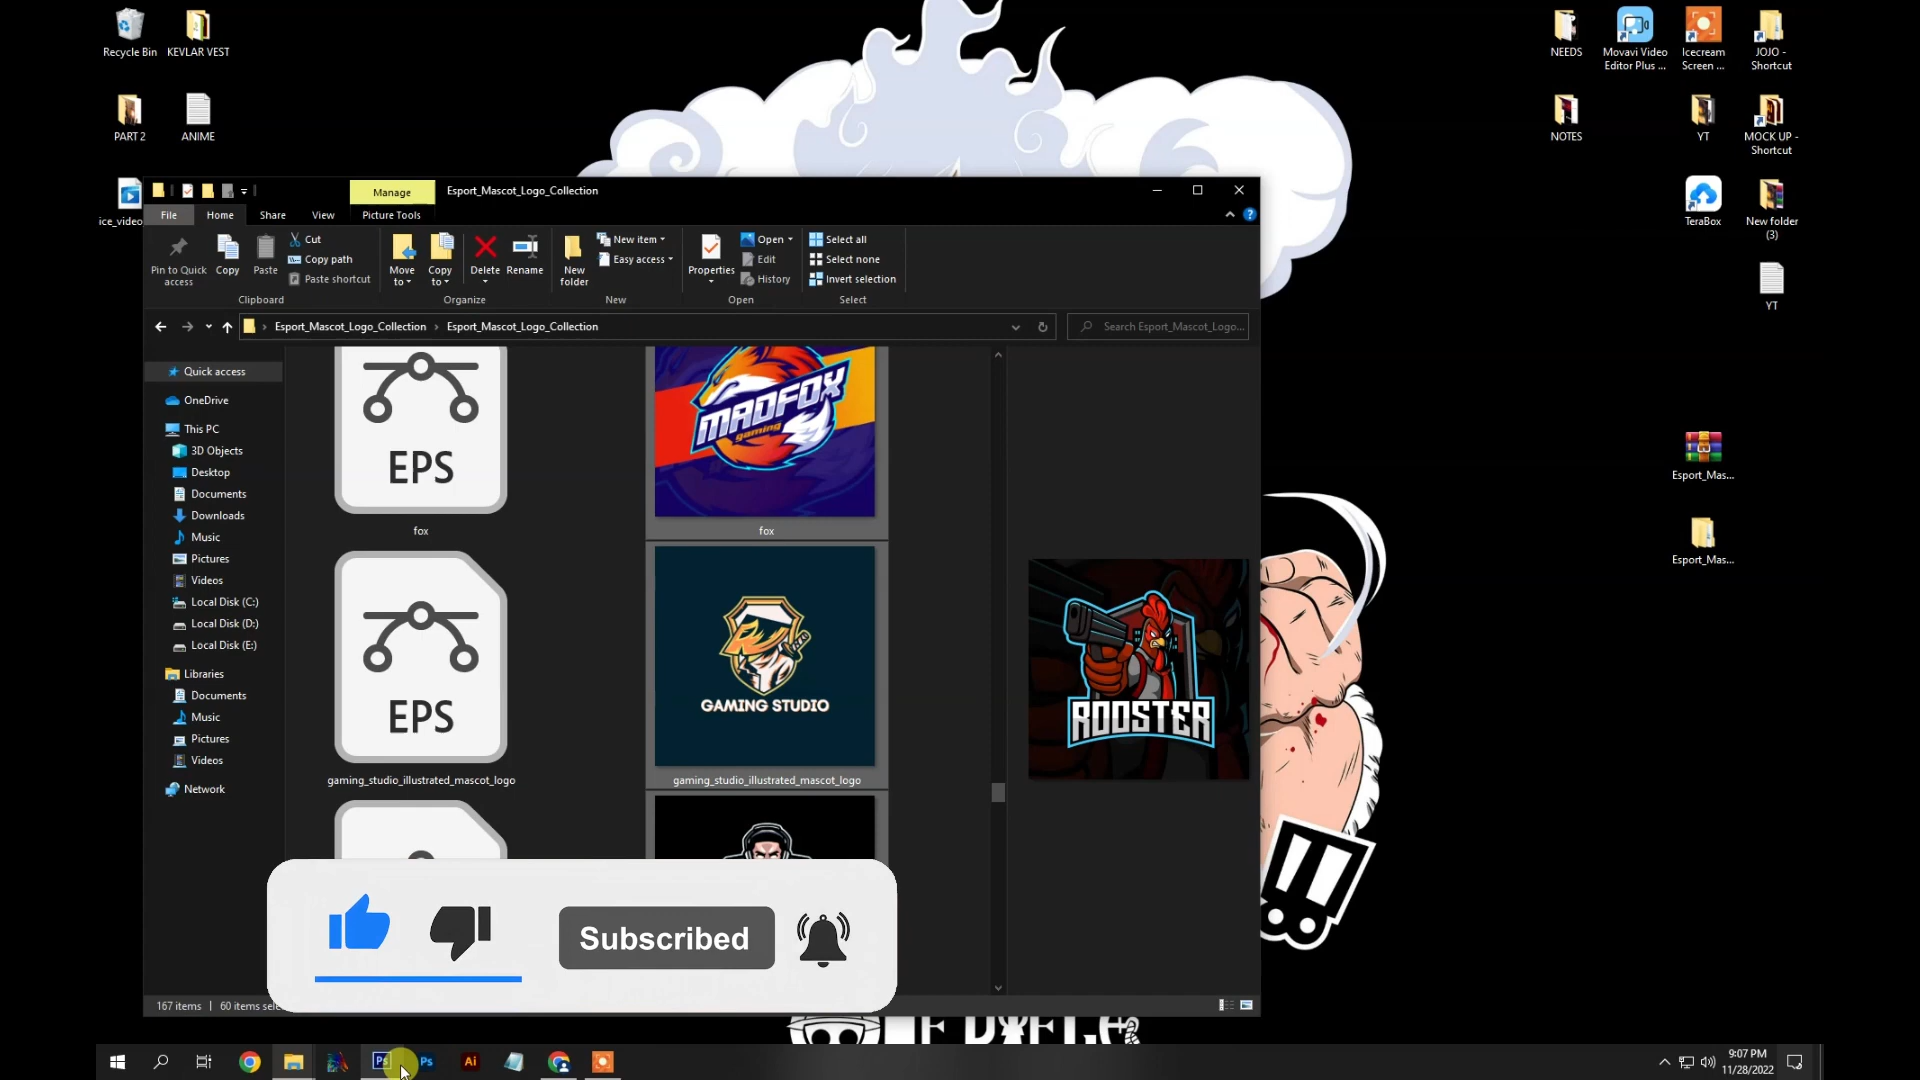 Recycle Bin
KEVLAR VEST
NEEDS
Movavi Video
Editor Plus ...
Icecream
Screen ...
JOJO -
Shortcut
PART 2
ANIME
NOTES
YT
MOCK UP -
Shortcut
ice_video
TeraBox
New folder
(3)
YT
Esport_Mas...
Esport_Mas...
Manage
Esport_Mascot_Logo_Collection
File
Home
Share
View
Picture Tools
Pin to Quick
access
Copy
Paste
Cut
Copy path
Paste shortcut
Clipboard
Move
to
Copy
to
Delete
Rename
Organize
New
folder
New item
Easy access
New
Properties
Open
Edit
History
Open
Select all
Select none
Invert selection
Select
Esport_Mascot_Logo_Collection
Esport_Mascot_Logo_Collection
Search Esport_Mascot_Logo...
Quick access
OneDrive
This PC
3D Objects
Desktop
Documents
Downloads
Music
Pictures
Videos
Local Disk (C:)
Local Disk (D:)
Local Disk (E:)
Libraries
Documents
Music
Pictures
Videos
Network
EPS
fox
MADFOX
gaming
fox
EPS
gaming_studio_illustrated_mascot_logo
GAMING STUDIO
gaming_studio_illustrated_mascot_logo
ROOSTER
Subscribed
167 items
60 items sele
Ps
Ps
Ai
9:07 PM
11/28/2022